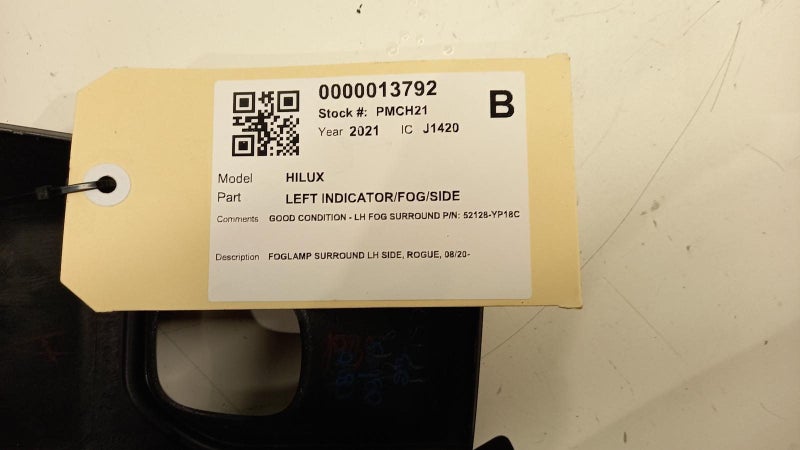 0000013792
B
Stock #: PMCH21
Year 2021 IC J1420
Model HILUX
Part LEFT INDICATOR/FOG/SIDE
Comments GOOD CONDITION - LH FOG SURROUND P/N: 52128-YP18C
Description FOGLAMP SURROUND LH SIDE, ROGUE, 08/20-